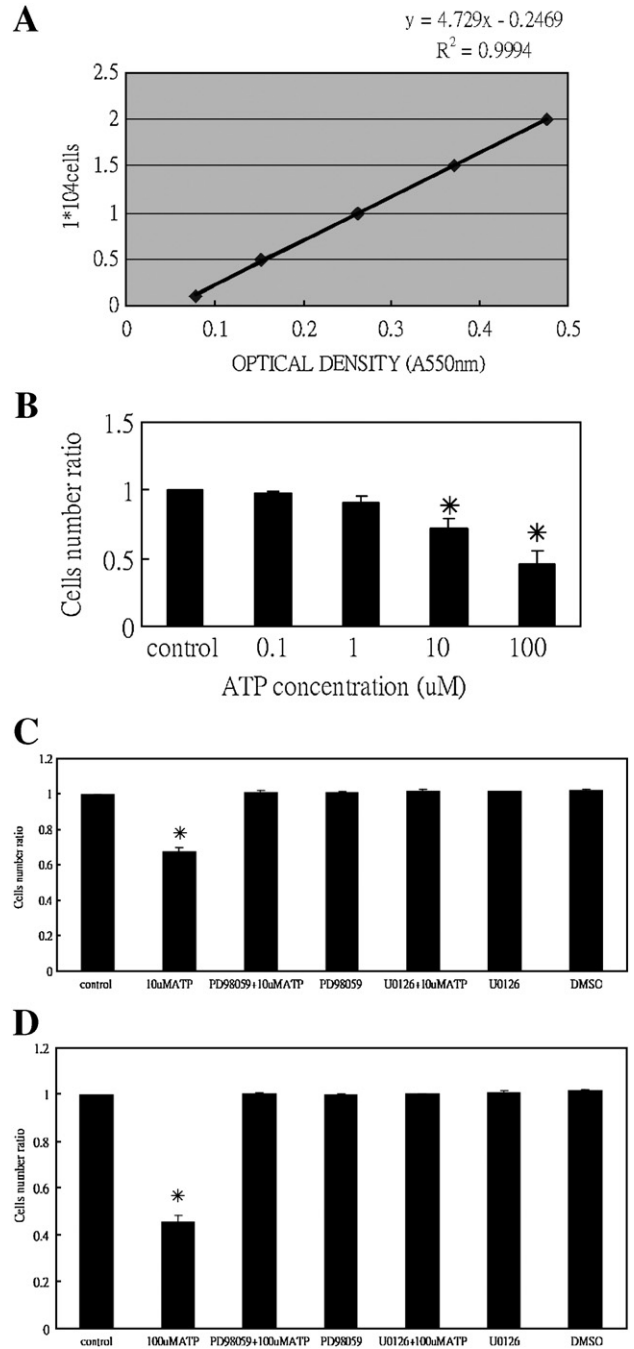 A
y = 4.729x - 0.2469
R² = 0.9994
2.5
2
1.5
1
0.5
0
1*104cells
0 0.1 0.2 0.3 0.4 0.5
OPTICAL DENSITY (A550nm)
B
1.5
1
0.5
0
Cells number ratio
* *
control 0.1 1 10 100
ATP concentration (uM)
C
1.2
1
0.8
0.6
0.4
0.2
0
Cells number ratio
*
control 10uMATP PD98059+10uMATP PD98059 U0126+10uMATP U0126 DMSO
D
1.2
1
0.8
0.6
0.4
0.2
0
Cells number ratio
*
control 100uMATP PD98059+100uMATP PD98059 U0126+100uMATP U0126 DMSO